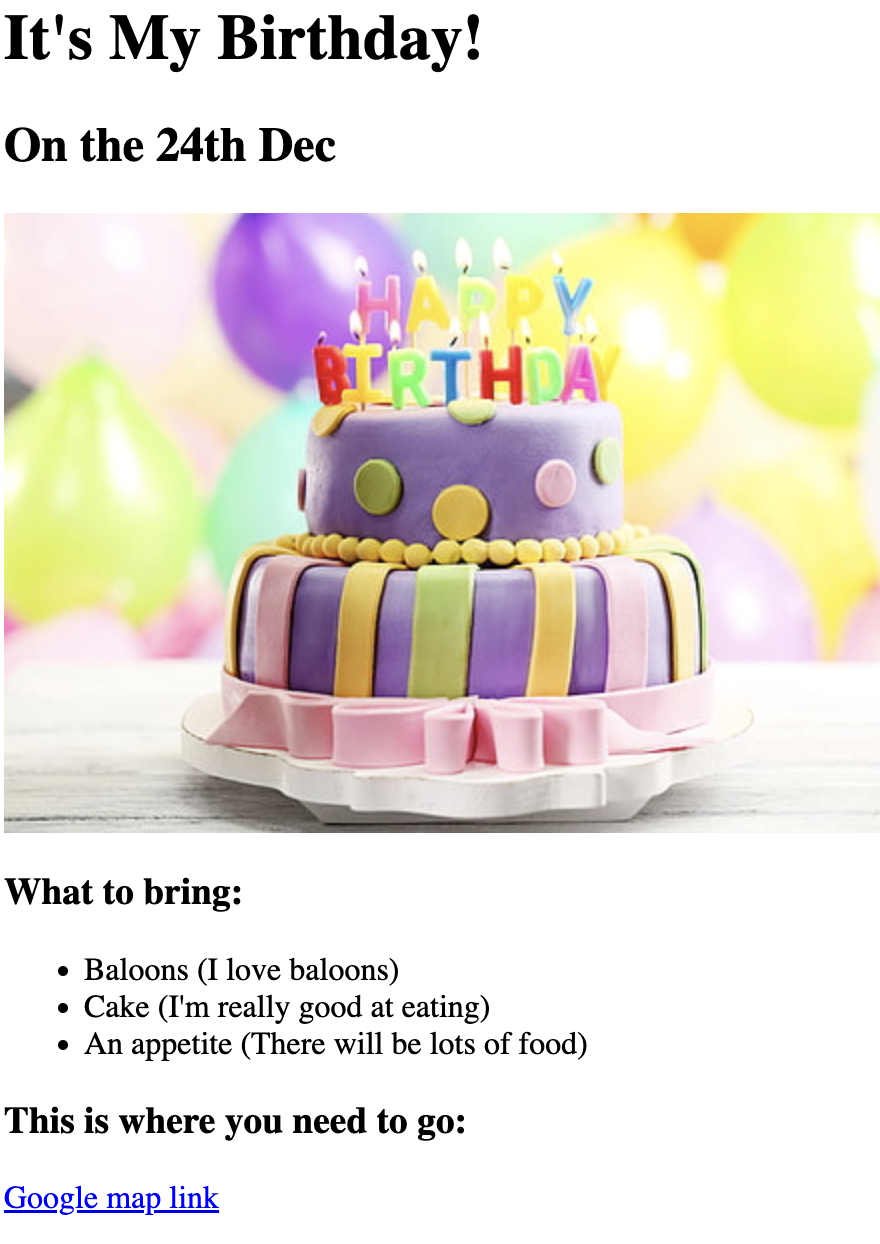 It's My Birthday!
On the 24th Dec
HAPPY
BIRTHDAY
What to bring:
Baloons (I love baloons)
Cake (I'm really good at eating)
An appetite (There will be lots of food)
This is where you need to go:
Google map link